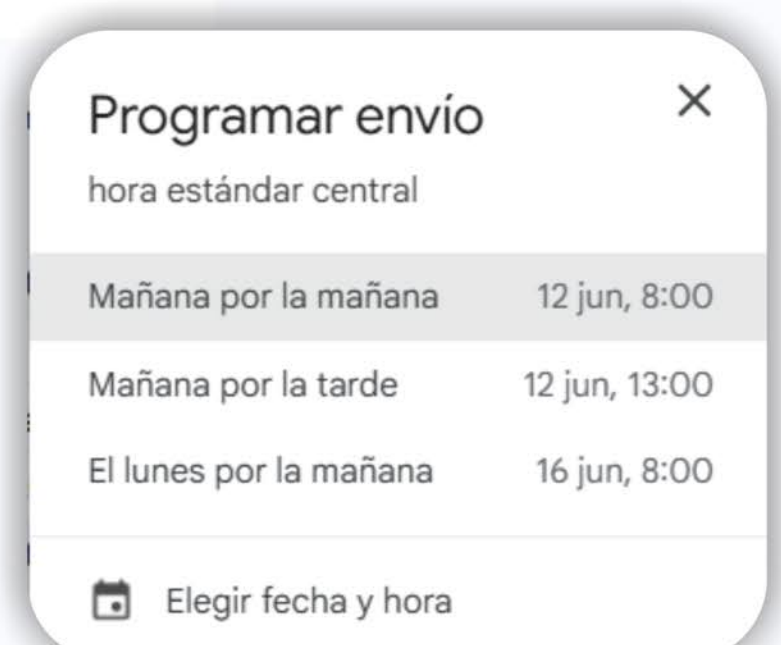 Programar envío
hora estándar central
Mañana por la mañana 12 jun, 8:00
Mañana por la tarde 12 jun, 13:00
El lunes por la mañana 16 jun, 8:00
Elegir fecha y hora